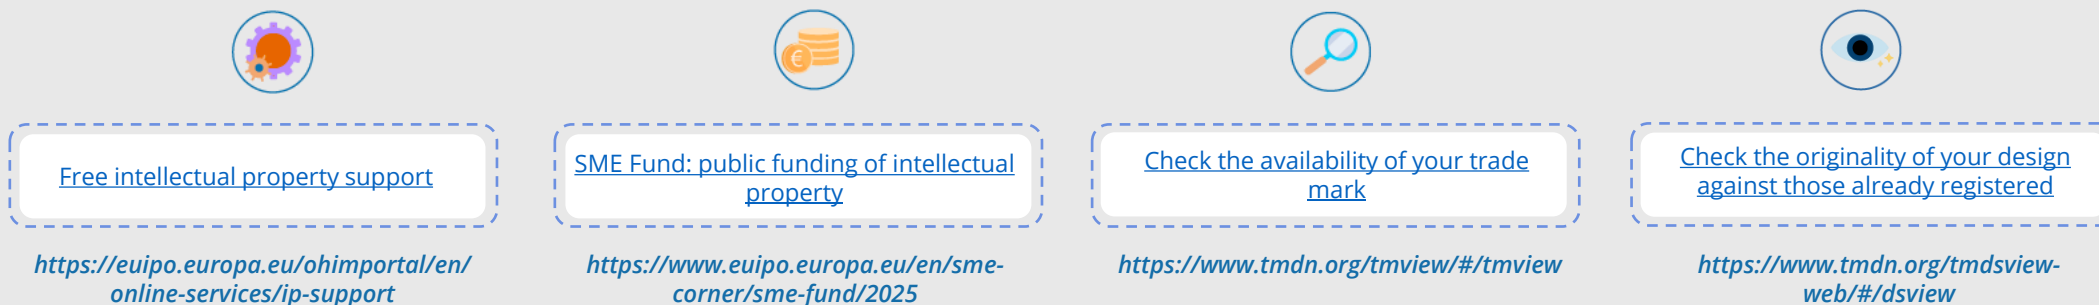 Free intellectual property support
https://euipo.europa.eu/ohimportal/en/
online-services/ip-support
SME Fund: public funding of intellectual
property
https://www.euipo.europa.eu/en/sme-
corner/sme-fund/2025
Check the availability of your trade
mark
https://www.tmdn.org/tmview/#/tmview
Check the originality of your design
against those already registered
https://www.tmdn.org/tmdsview-
web/#/dsview